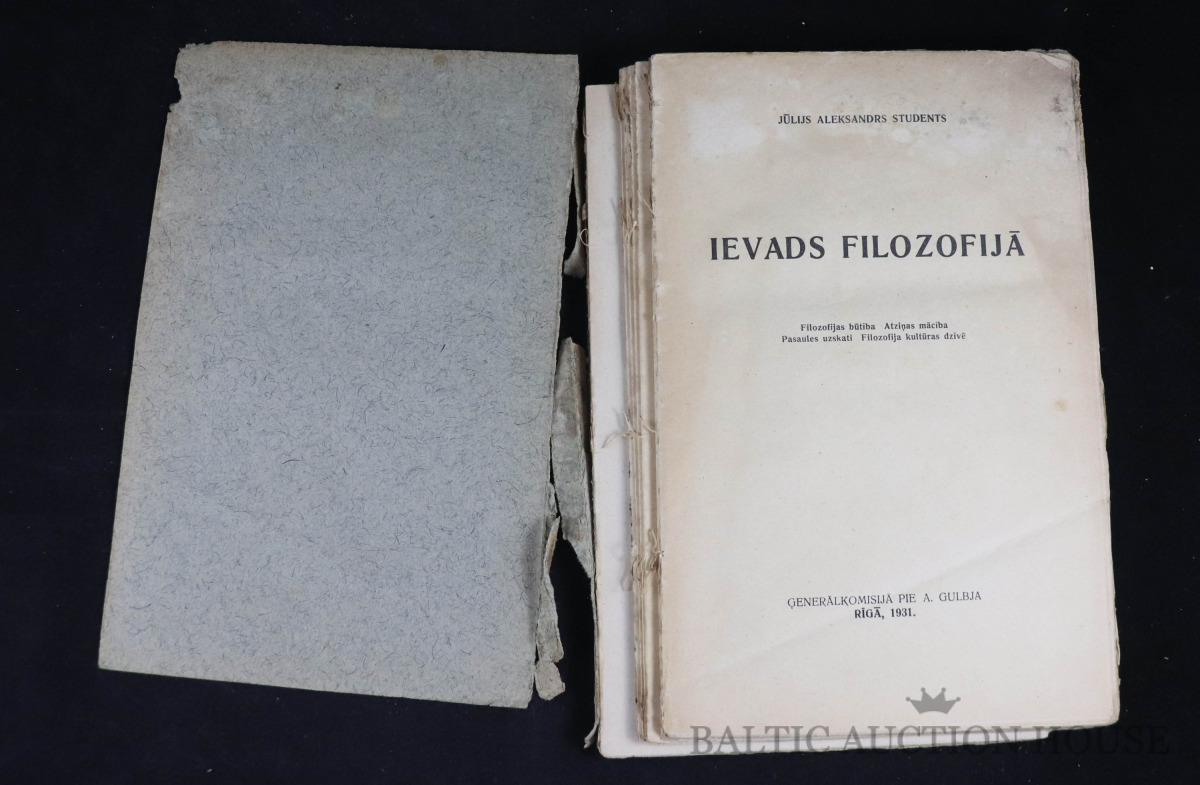 JŪLIJS ALEKSANDRS STUDENTS
IEVADS FILOZOFIJĀ
Filozofijas būtība Atziņas mācība
Pasaules uzskati Filozofija kultūras dzīvē
ĢENERĀLĶOMISIJĀ PIE A. GULBJA
RĪGĀ, 1931.
BALTIC AUCTION HOUSE